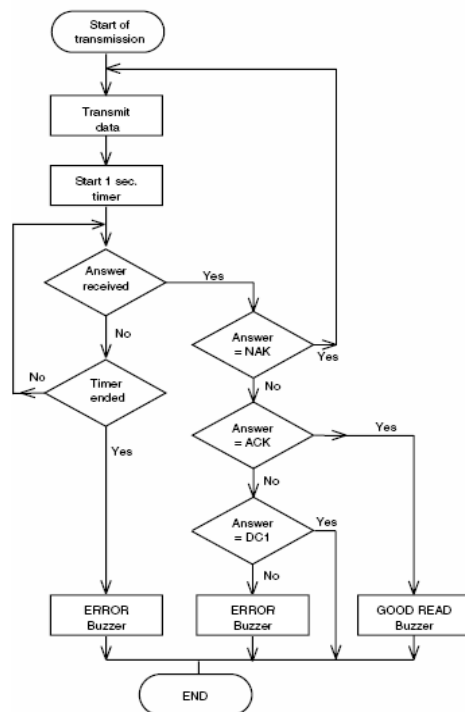 Start of
transmission
Transmit
data
Start 1 sec.
timer
Answer
received
Yes
No
Answer
= NAK
Yes
No
No
Timer
ended
Yes
Answer
= ACK
Yes
No
Answer
= DC1
Yes
No
ERROR
Buzzer
ERROR
Buzzer
GOOD READ
Buzzer
END